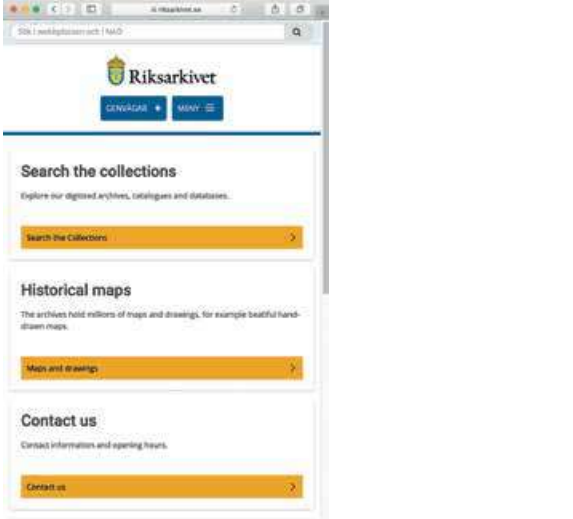 riksarkivet.se
Sök i webbplatsen och i NAD
Riksarkivet
GENVÄGAR
MENY
Search the collections
Explore our digitized archives, catalogues and databases.
Search the Collections
Historical maps
The archives hold millions of maps and drawings, for example beatiful hand-
drawn maps.
Maps and drawings
Contact us
Contact information and opening hours.
Contact us